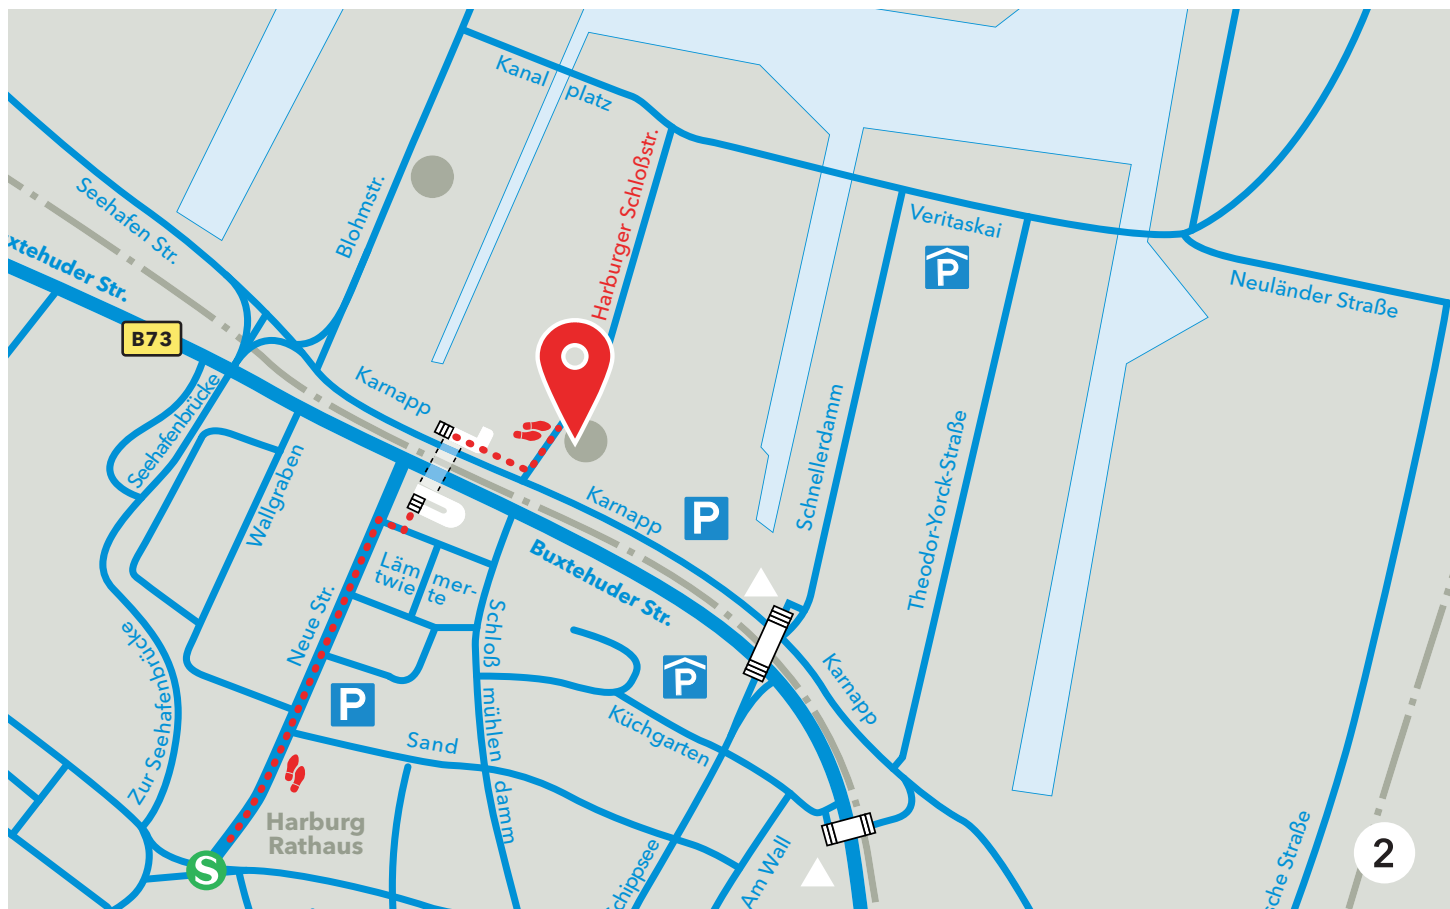 Kanal
platz
Harburger Schloßstr.
Blohmstr.
Seehafen Str.
xtehuder Str.
B73
Veritaskai
P
Neuländer Straße
Seehafenbrücke
Karnapp
Wallgraben
Karnapp
P
Schnellerdamm
Theodor-Yorck-Straße
Buxtehuder Str.
Läm mer-
twie te
Neue Str.
Schloß mühlen damm
Zur Seehafenbrücke
P
P
Karnapp
Küchgarten
Sand
Harburg
Rathaus
S
chippsee
Am Wall
sche Straße
2